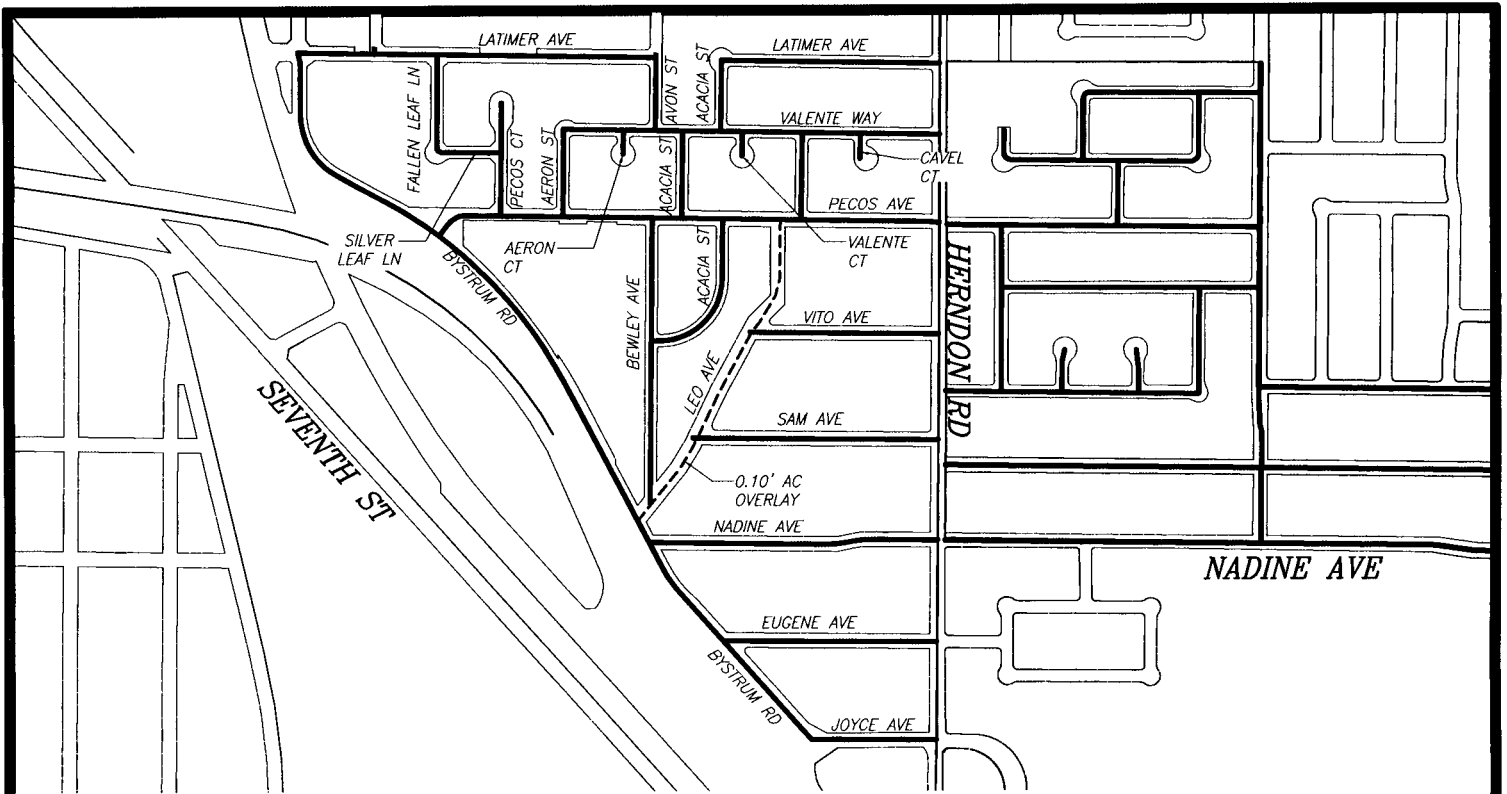 LATIMER AVE
LATIMER AVE
FALLEN LEAF LN
AVON ST
ACACIA ST
VALENTE WAY
PECOS CT
AERON ST
ACACIA ST
CAVEL
CT
PECOS AVE
SILVER
LEAF LN
AERON
CT
ACACIA ST
VALENTE
CT
BYSTRUM RD
BEWLEY AVE
HERNDON RD
VITO AVE
LEO AVE
SEVENTH ST
SAM AVE
0.10' AC
OVERLAY
NADINE AVE
NADINE AVE
EUGENE AVE
BYSTRUM RD
JOYCE AVE